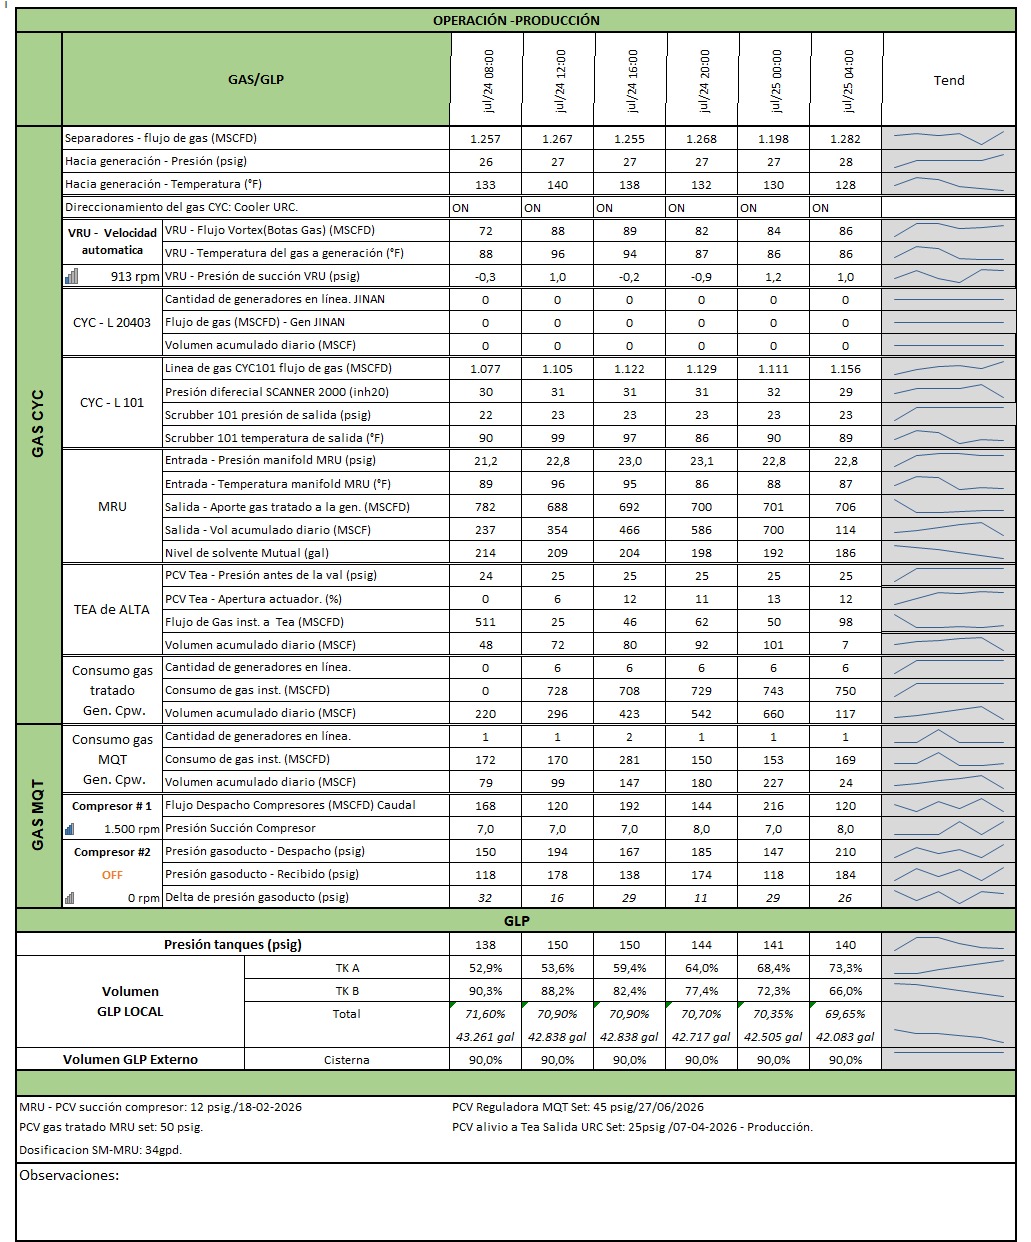 OPERACIÓN -PRODUCCIÓN
GAS/GLP jul/24 08:00 jul/24 12:00 jul/24 16:00 jul/24 20:00 jul/25 00:00 jul/25 04:00 Tend
GAS CYC
Separadores - flujo de gas (MSCFD) 1.257 1.267 1.255 1.268 1.198 1.282
Hacia generación - Presión (psig) 26 27 27 27 27 28
Hacia generación - Temperatura (°F) 133 140 138 132 130 128
Direccionamiento del gas CYC: Cooler URC. ON ON ON ON ON ON
VRU - Velocidad automatica
913 rpm
VRU - Flujo Vortex(Botas Gas) (MSCFD) 72 88 89 82 84 86
VRU - Temperatura del gas a generación (°F) 88 96 94 87 86 86
VRU - Presión de succión VRU (psig) -0,3 1,0 -0,2 -0,9 1,2 1,0
CYC - L 20403
Cantidad de generadores en línea. JINAN 0 0 0 0 0 0
Flujo de gas (MSCFD) - Gen JINAN 0 0 0 0 0 0
Volumen acumulado diario (MSCF) 0 0 0 0 0 0
CYC - L 101
Linea de gas CYC101 flujo de gas (MSCFD) 1.077 1.105 1.122 1.129 1.111 1.156
Presión diferecial SCANNER 2000 (inh20) 30 31 31 31 32 29
Scrubber 101 presión de salida (psig) 22 23 23 23 23 23
Scrubber 101 temperatura de salida (°F) 90 99 97 86 90 89
MRU
Entrada - Presión manifold MRU (psig) 21,2 22,8 23,0 23,1 22,8 22,8
Entrada - Temperatura manifold MRU (°F) 89 96 95 86 88 87
Salida - Aporte gas tratado a la gen. (MSCFD) 782 688 692 700 701 706
Salida - Vol acumulado diario (MSCF) 237 354 466 586 700 114
Nivel de solvente Mutual (gal) 214 209 204 198 192 186
TEA de ALTA
PCV Tea - Presión antes de la val (psig) 24 25 25 25 25 25
PCV Tea - Apertura actuador. (%) 0 6 12 11 13 12
Flujo de Gas inst. a Tea (MSCFD) 511 25 46 62 50 98
Volumen acumulado diario (MSCF) 48 72 80 92 101 7
Consumo gas tratado Gen. Cpw.
Cantidad de generadores en línea. 0 6 6 6 6 6
Consumo de gas inst. (MSCFD) 0 728 708 729 743 750
Volumen acumulado diario (MSCF) 220 296 423 542 660 117
GAS MQT
Consumo gas MQT Gen. Cpw.
Cantidad de generadores en línea. 1 1 2 1 1 1
Consumo de gas inst. (MSCFD) 172 170 281 150 153 169
Volumen acumulado diario (MSCF) 79 99 147 180 227 24
Compresor # 1 Flujo Despacho Compresores (MSCFD) Caudal 168 120 192 144 216 120
1.500 rpm Presión Succión Compresor 7,0 7,0 7,0 8,0 7,0 8,0
Compresor #2 Presión gasoducto - Despacho (psig) 150 194 167 185 147 210
OFF Presión gasoducto - Recibido (psig) 118 178 138 174 118 184
0 rpm Delta de presión gasoducto (psig) 32 16 29 11 29 26
GLP
Presión tanques (psig) 138 150 150 144 141 140
Volumen GLP LOCAL
TK A 52,9% 53,6% 59,4% 64,0% 68,4% 73,3%
TK B 90,3% 88,2% 82,4% 77,4% 72,3% 66,0%
Total 71,60% 70,90% 70,90% 70,70% 70,35% 69,65%
43.261 gal 42.838 gal 42.838 gal 42.717 gal 42.505 gal 42.083 gal
Volumen GLP Externo Cisterna 90,0% 90,0% 90,0% 90,0% 90,0% 90,0%
MRU - PCV succión compresor: 12 psig./18-02-2026 PCV Reguladora MQT Set: 45 psig/27/06/2026
PCV gas tratado MRU set: 50 psig. PCV alivio a Tea Salida URC Set: 25psig /07-04-2026 - Producción.
Dosificacion SM-MRU: 34gpd.
Observaciones: